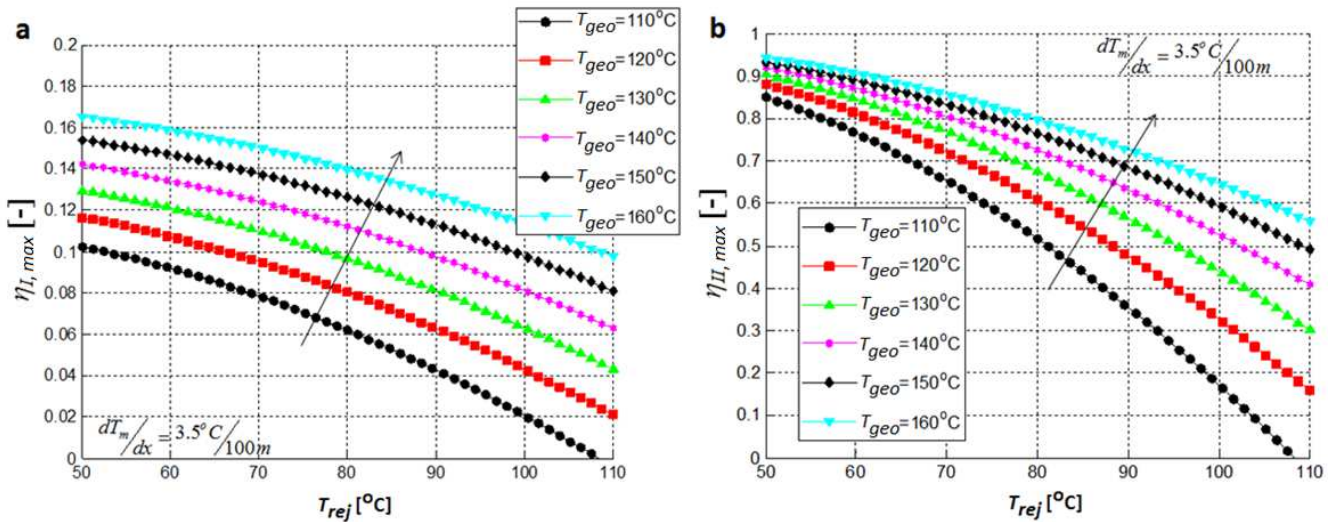 a
T_geo=110°C
T_geo=120°C
T_geo=130°C
T_geo=140°C
T_geo=150°C
T_geo=160°C
0.2
0.18
0.16
0.14
0.12
0.1
0.08
0.06
0.04
0.02
0
η_I, max [-]
dT_m/dx = 3.5°C/100m
50 60 70 80 90 100 110
T_rej [°C]
b
dT_m/dx = 3.5°C/100m
1
0.9
0.8
0.7
0.6
0.5
0.4
0.3
0.2
0.1
0
η_II, max [-]
T_geo=110°C
T_geo=120°C
T_geo=130°C
T_geo=140°C
T_geo=150°C
T_geo=160°C
50 60 70 80 90 100 110
T_rej [°C]